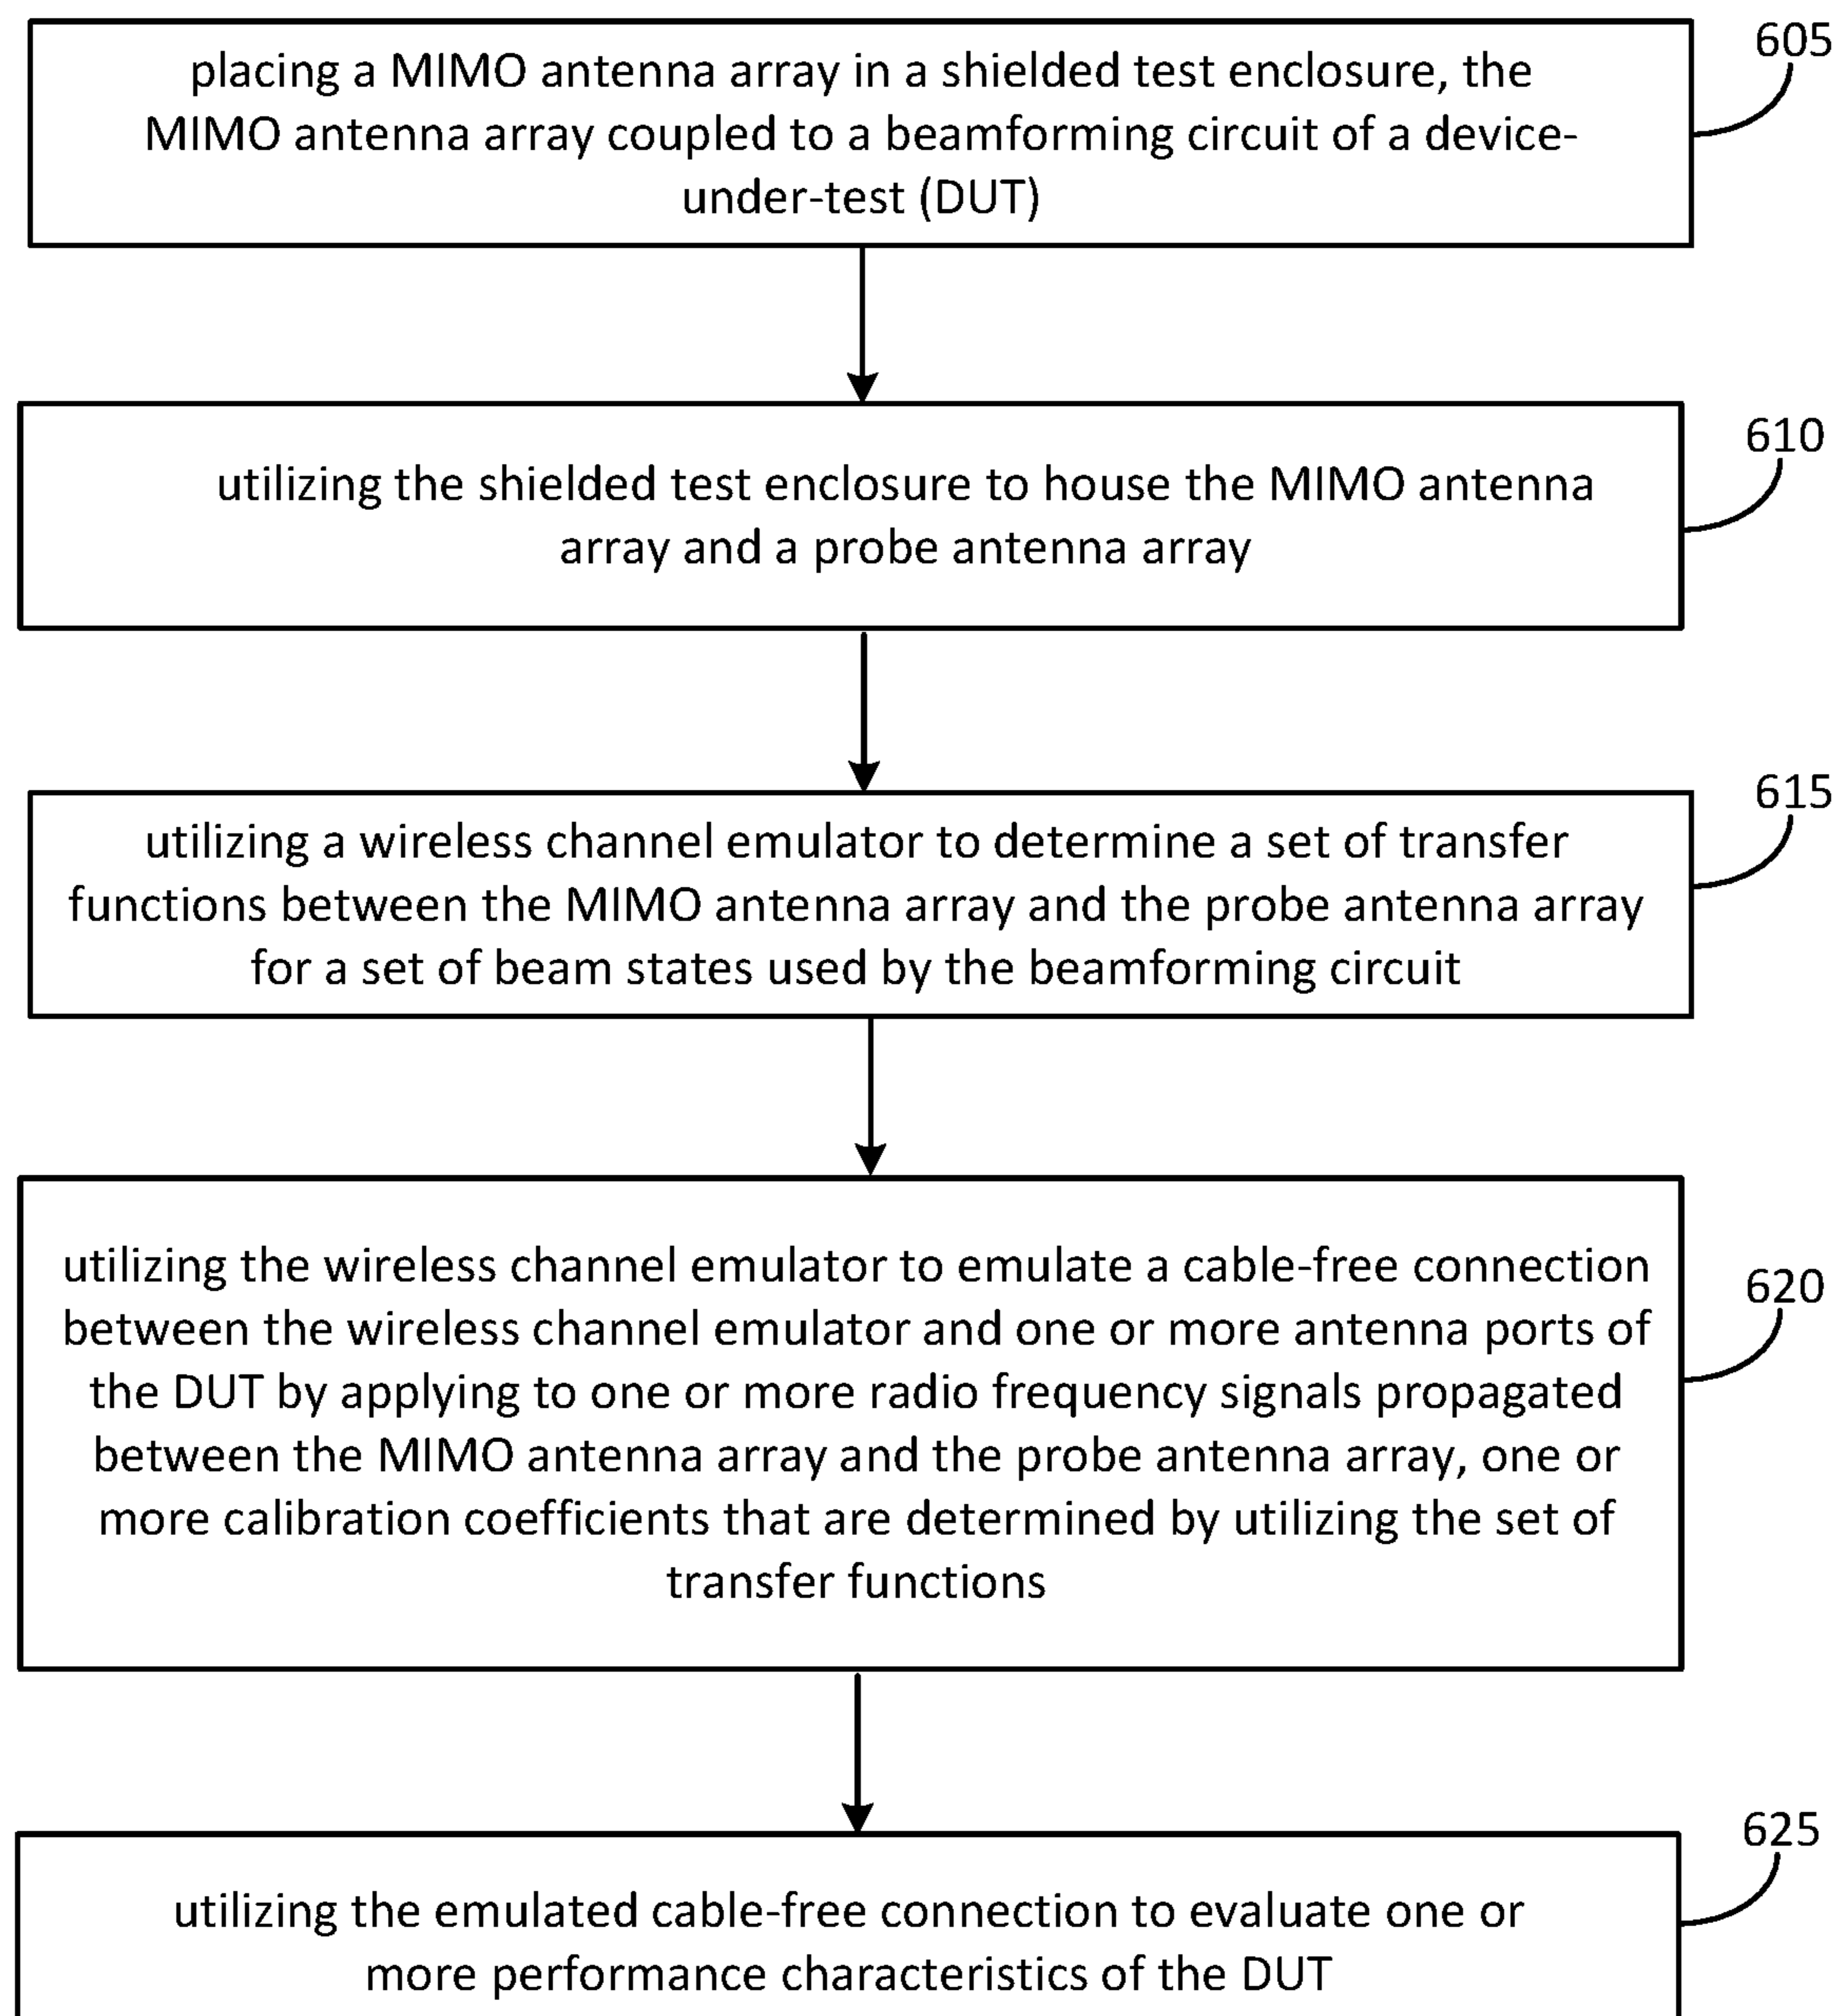 605
placing a MIMO antenna array in a shielded test enclosure, the
MIMO antenna array coupled to a beamforming circuit of a device-
under-test (DUT)
610
utilizing the shielded test enclosure to house the MIMO antenna
array and a probe antenna array
615
utilizing a wireless channel emulator to determine a set of transfer
functions between the MIMO antenna array and the probe antenna array
for a set of beam states used by the beamforming circuit
620
utilizing the wireless channel emulator to emulate a cable-free connection
between the wireless channel emulator and one or more antenna ports of
the DUT by applying to one or more radio frequency signals propagated
between the MIMO antenna array and the probe antenna array, one or
more calibration coefficients that are determined by utilizing the set of
transfer functions
625
utilizing the emulated cable-free connection to evaluate one or
more performance characteristics of the DUT